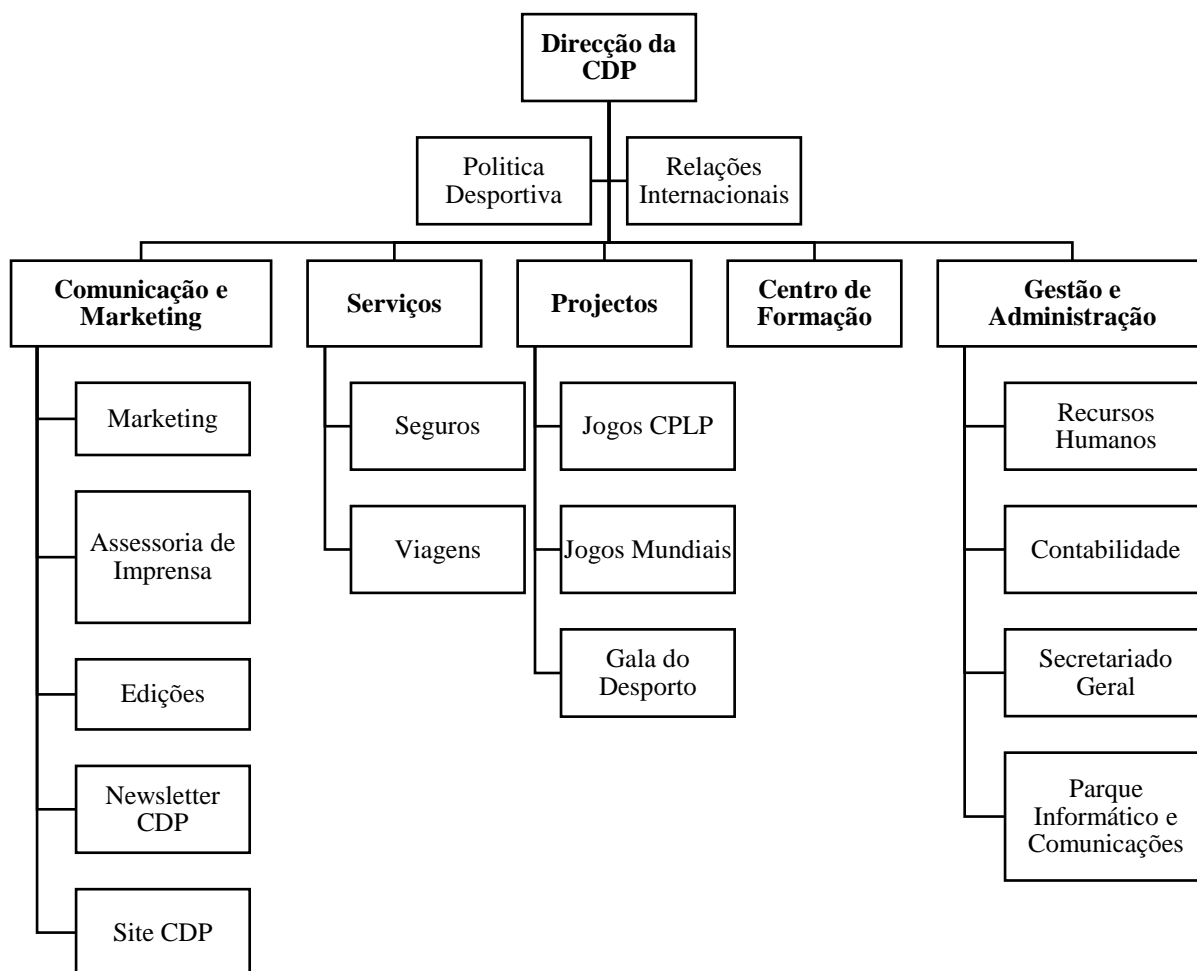 Direcção da
CDP
Politica
Desportiva
Relações
Internacionais
Comunicação e
Marketing
Serviços
Projectos
Centro de
Formação
Gestão e
Administração
Marketing
Assessoria de
Imprensa
Edições
Newsletter
CDP
Site CDP
Seguros
Viagens
Jogos CPLP
Jogos Mundiais
Gala do
Desporto
Recursos
Humanos
Contabilidade
Secretariado
Geral
Parque
Informático e
Comunicações